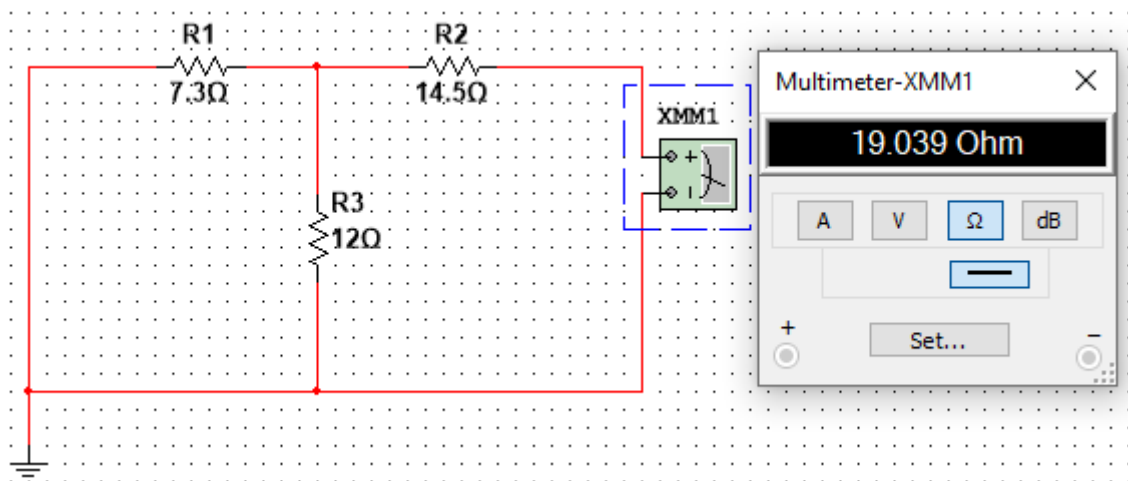 R1
7.3Ω
R2
14.5Ω
R3
12Ω
XMM1
+
Multimeter-XMM1
19.039 Ohm
A V Ω dB
+ −
Set...